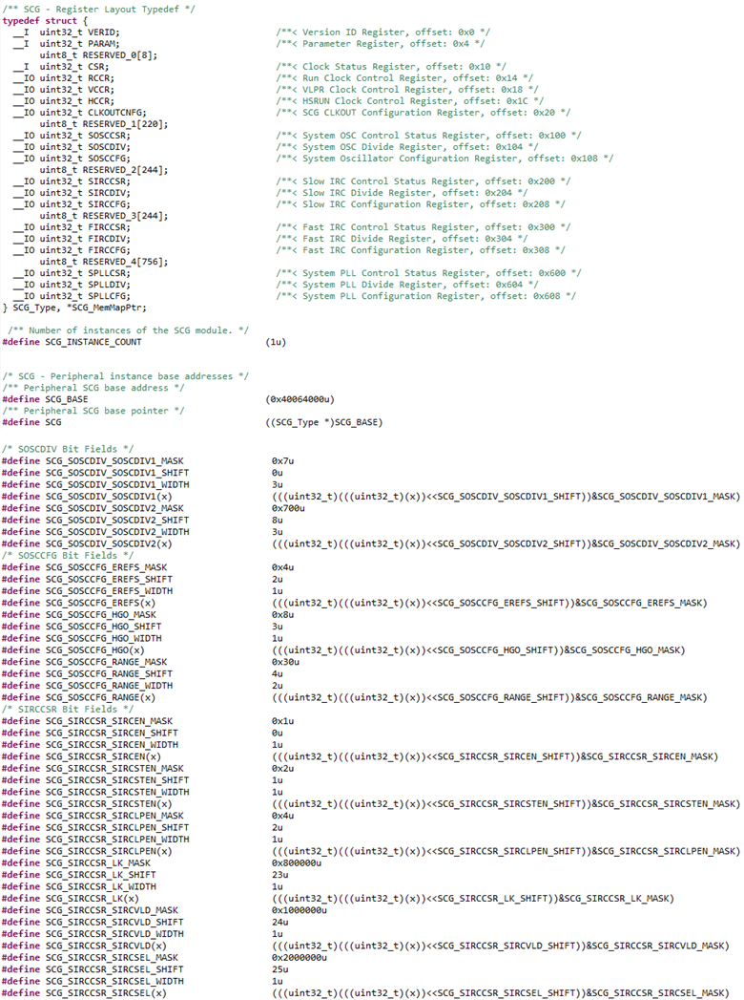 /** SCG - Register Layout Typedef */
typedef struct {
  __I  uint32_t VERID;                             /**< Version ID Register, offset: 0x0 */
  __I  uint32_t PARAM;                             /**< Parameter Register, offset: 0x4 */
       uint8_t RESERVED_0[8];
  __I  uint32_t CSR;                               /**< Clock Status Register, offset: 0x10 */
  __IO uint32_t RCCR;                              /**< Run Clock Control Register, offset: 0x14 */
  __IO uint32_t VCCR;                              /**< VLPR Clock Control Register, offset: 0x18 */
  __IO uint32_t HCCR;                              /**< HSRUN Clock Control Register, offset: 0x1C */
  __IO uint32_t CLKOUTCNFG;                        /**< SCG CLKOUT Configuration Register, offset: 0x20 */
       uint8_t RESERVED_1[220];
  __IO uint32_t SOSCCSR;                           /**< System OSC Control Status Register, offset: 0x100 */
  __IO uint32_t SOSCDIV;                           /**< System OSC Divide Register, offset: 0x104 */
  __IO uint32_t SOSCCFG;                           /**< System Oscillator Configuration Register, offset: 0x108 */
       uint8_t RESERVED_2[244];
  __IO uint32_t SIRCCSR;                           /**< Slow IRC Control Status Register, offset: 0x200 */
  __IO uint32_t SIRCDIV;                           /**< Slow IRC Divide Register, offset: 0x204 */
  __IO uint32_t SIRCCFG;                           /**< Slow IRC Configuration Register, offset: 0x208 */
       uint8_t RESERVED_3[244];
  __IO uint32_t FIRCCSR;                           /**< Fast IRC Control Status Register, offset: 0x300 */
  __IO uint32_t FIRCDIV;                           /**< Fast IRC Divide Register, offset: 0x304 */
  __IO uint32_t FIRCCFG;                           /**< Fast IRC Configuration Register, offset: 0x308 */
       uint8_t RESERVED_4[756];
  __IO uint32_t SPLLCSR;                           /**< System PLL Control Status Register, offset: 0x600 */
  __IO uint32_t SPLLDIV;                           /**< System PLL Divide Register, offset: 0x604 */
  __IO uint32_t SPLLCFG;                           /**< System PLL Configuration Register, offset: 0x608 */
} SCG_Type, *SCG_MemMapPtr;
 /** Number of instances of the SCG module. */
#define SCG_INSTANCE_COUNT                       (1u)
/* SCG - Peripheral instance base addresses */
/** Peripheral SCG base address */
#define SCG_BASE                                 (0x40064000u)
/** Peripheral SCG base pointer */
#define SCG                                      ((SCG_Type *)SCG_BASE)
/* SOSCDIV Bit Fields */
#define SCG_SOSCDIV_SOSCDIV1_MASK                0x7u
#define SCG_SOSCDIV_SOSCDIV1_SHIFT               0u
#define SCG_SOSCDIV_SOSCDIV1_WIDTH               3u
#define SCG_SOSCDIV_SOSCDIV1(x)                  (((uint32_t)(((uint32_t)(x))<<SCG_SOSCDIV_SOSCDIV1_SHIFT))&SCG_SOSCDIV_SOSCDIV1_MASK)
#define SCG_SOSCDIV_SOSCDIV2_MASK                0x700u
#define SCG_SOSCDIV_SOSCDIV2_SHIFT               8u
#define SCG_SOSCDIV_SOSCDIV2_WIDTH               3u
#define SCG_SOSCDIV_SOSCDIV2(x)                  (((uint32_t)(((uint32_t)(x))<<SCG_SOSCDIV_SOSCDIV2_SHIFT))&SCG_SOSCDIV_SOSCDIV2_MASK)
/* SOSCCFG Bit Fields */
#define SCG_SOSCCFG_EREFS_MASK                   0x4u
#define SCG_SOSCCFG_EREFS_SHIFT                  2u
#define SCG_SOSCCFG_EREFS_WIDTH                  1u
#define SCG_SOSCCFG_EREFS(x)                     (((uint32_t)(((uint32_t)(x))<<SCG_SOSCCFG_EREFS_SHIFT))&SCG_SOSCCFG_EREFS_MASK)
#define SCG_SOSCCFG_HGO_MASK                     0x8u
#define SCG_SOSCCFG_HGO_SHIFT                    3u
#define SCG_SOSCCFG_HGO_WIDTH                    1u
#define SCG_SOSCCFG_HGO(x)                       (((uint32_t)(((uint32_t)(x))<<SCG_SOSCCFG_HGO_SHIFT))&SCG_SOSCCFG_HGO_MASK)
#define SCG_SOSCCFG_RANGE_MASK                   0x30u
#define SCG_SOSCCFG_RANGE_SHIFT                  4u
#define SCG_SOSCCFG_RANGE_WIDTH                  2u
#define SCG_SOSCCFG_RANGE(x)                     (((uint32_t)(((uint32_t)(x))<<SCG_SOSCCFG_RANGE_SHIFT))&SCG_SOSCCFG_RANGE_MASK)
/* SIRCCSR Bit Fields */
#define SCG_SIRCCSR_SIRCEN_MASK                  0x1u
#define SCG_SIRCCSR_SIRCEN_SHIFT                 0u
#define SCG_SIRCCSR_SIRCEN_WIDTH                 1u
#define SCG_SIRCCSR_SIRCEN(x)                    (((uint32_t)(((uint32_t)(x))<<SCG_SIRCCSR_SIRCEN_SHIFT))&SCG_SIRCCSR_SIRCEN_MASK)
#define SCG_SIRCCSR_SIRCSTEN_MASK                0x2u
#define SCG_SIRCCSR_SIRCSTEN_SHIFT               1u
#define SCG_SIRCCSR_SIRCSTEN_WIDTH               1u
#define SCG_SIRCCSR_SIRCSTEN(x)                  (((uint32_t)(((uint32_t)(x))<<SCG_SIRCCSR_SIRCSTEN_SHIFT))&SCG_SIRCCSR_SIRCSTEN_MASK)
#define SCG_SIRCCSR_SIRCLPEN_MASK                0x4u
#define SCG_SIRCCSR_SIRCLPEN_SHIFT               2u
#define SCG_SIRCCSR_SIRCLPEN_WIDTH               1u
#define SCG_SIRCCSR_SIRCLPEN(x)                  (((uint32_t)(((uint32_t)(x))<<SCG_SIRCCSR_SIRCLPEN_SHIFT))&SCG_SIRCCSR_SIRCLPEN_MASK)
#define SCG_SIRCCSR_LK_MASK                      0x800000u
#define SCG_SIRCCSR_LK_SHIFT                     23u
#define SCG_SIRCCSR_LK_WIDTH                     1u
#define SCG_SIRCCSR_LK(x)                        (((uint32_t)(((uint32_t)(x))<<SCG_SIRCCSR_LK_SHIFT))&SCG_SIRCCSR_LK_MASK)
#define SCG_SIRCCSR_SIRCVLD_MASK                 0x1000000u
#define SCG_SIRCCSR_SIRCVLD_SHIFT                24u
#define SCG_SIRCCSR_SIRCVLD_WIDTH                1u
#define SCG_SIRCCSR_SIRCVLD(x)                   (((uint32_t)(((uint32_t)(x))<<SCG_SIRCCSR_SIRCVLD_SHIFT))&SCG_SIRCCSR_SIRCVLD_MASK)
#define SCG_SIRCCSR_SIRCSEL_MASK                 0x2000000u
#define SCG_SIRCCSR_SIRCSEL_SHIFT                25u
#define SCG_SIRCCSR_SIRCSEL_WIDTH                1u
#define SCG_SIRCCSR_SIRCSEL(x)                   (((uint32_t)(((uint32_t)(x))<<SCG_SIRCCSR_SIRCSEL_SHIFT))&SCG_SIRCCSR_SIRCSEL_MASK)